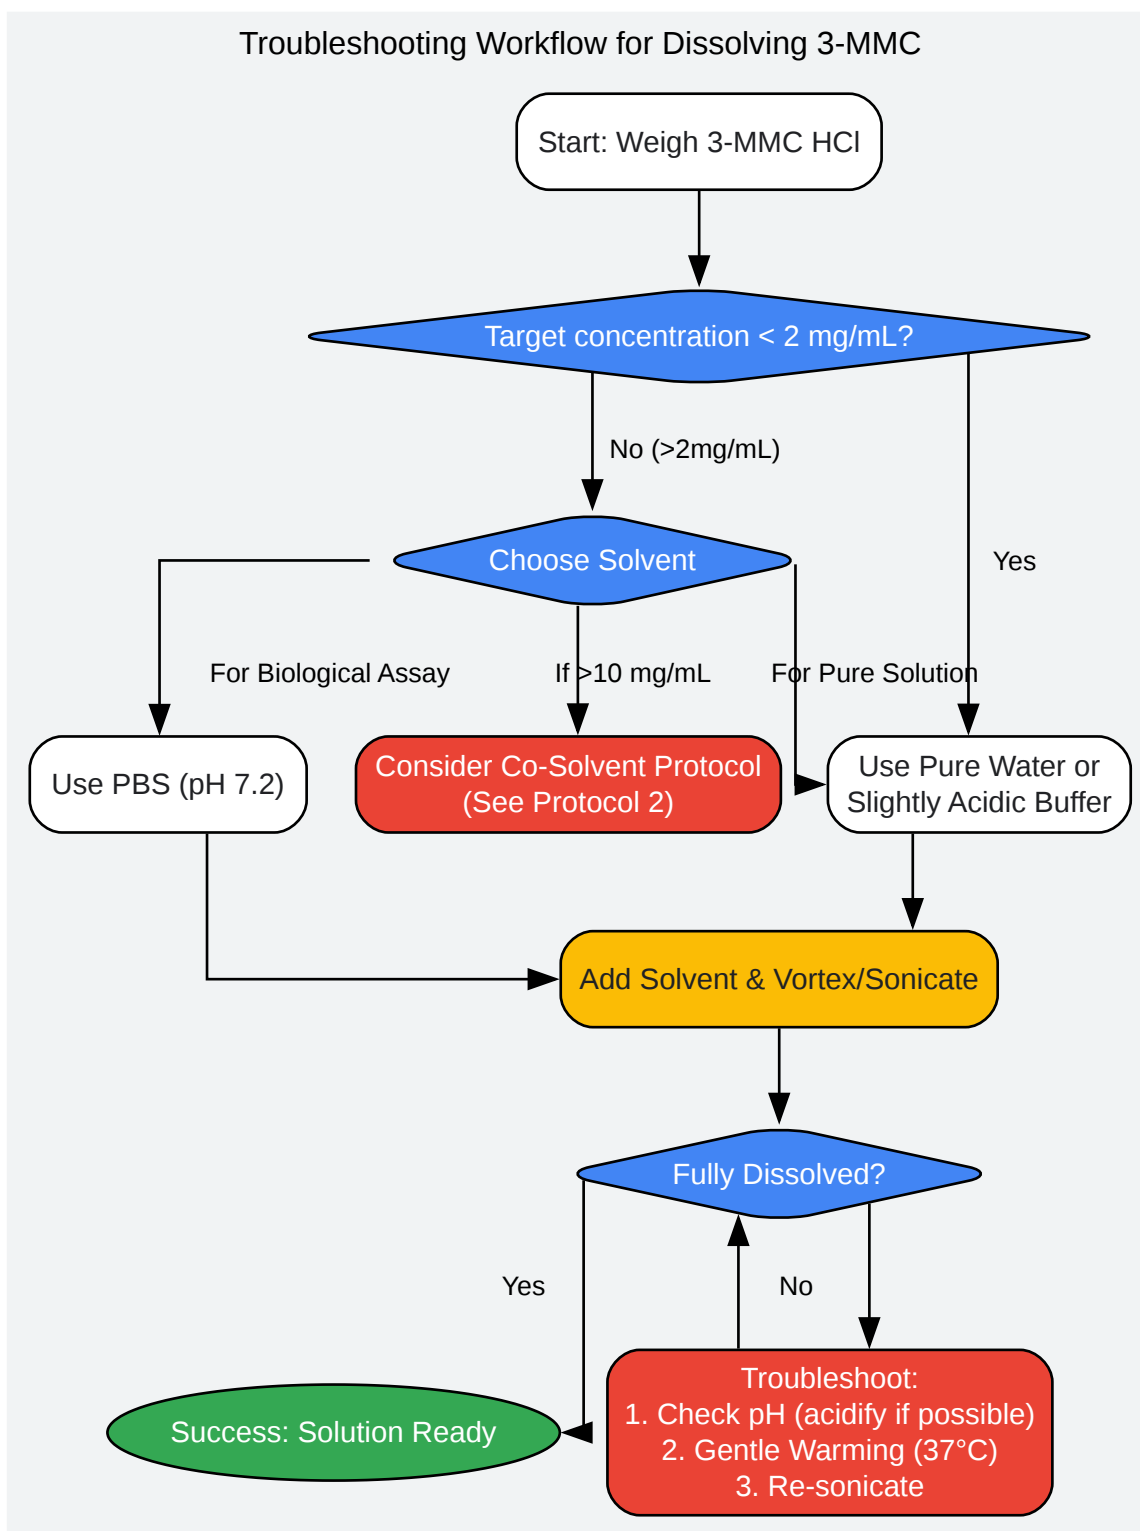 Troubleshooting Workflow for Dissolving 3-MMC
Start: Weigh 3-MMC HCl
Target concentration < 2 mg/mL?
No (>2mg/mL)
Choose Solvent
Yes
For Biological Assay
If >10 mg/mL
For Pure Solution
Use PBS (pH 7.2)
Consider Co-Solvent Protocol
(See Protocol 2)
Use Pure Water or
Slightly Acidic Buffer
Add Solvent & Vortex/Sonicate
Fully Dissolved?
Yes
No
Success: Solution Ready
Troubleshoot:
1. Check pH (acidify if possible)
2. Gentle Warming (37°C)
3. Re-sonicate